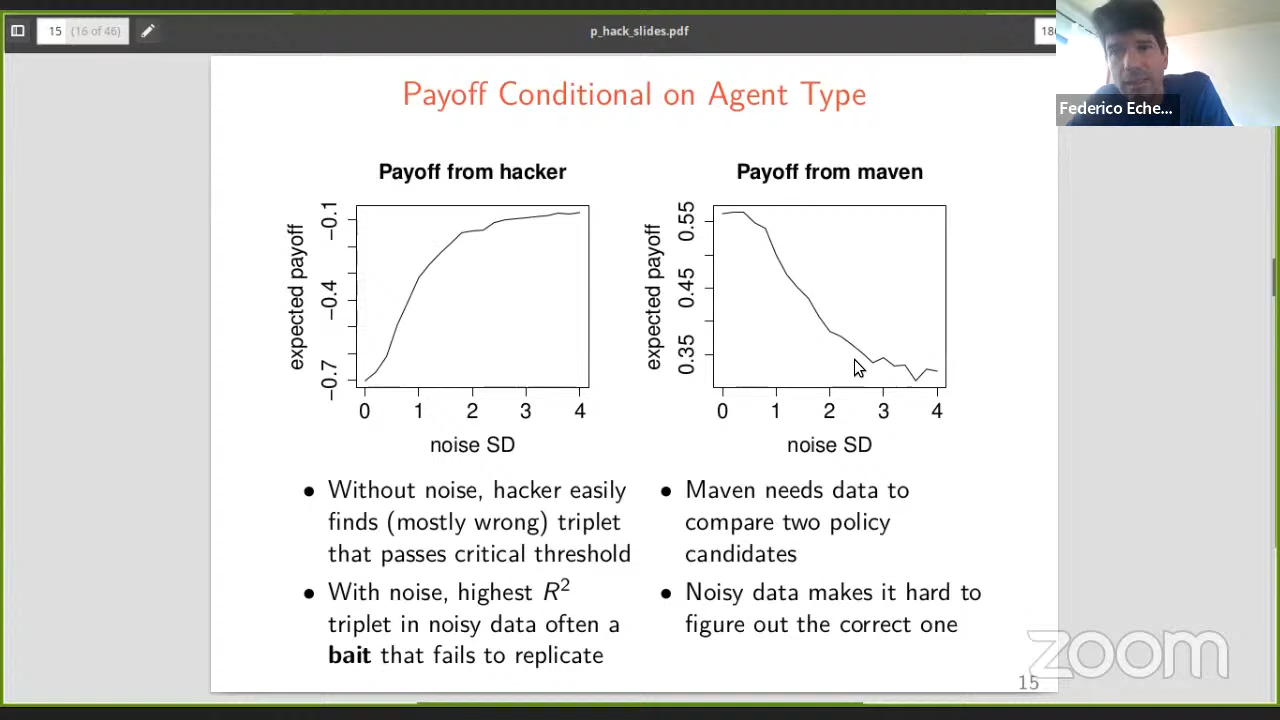 15 (16 of 46)
p_hack_slides.pdf
Federico Eche...
Payoff Conditional on Agent Type
Payoff from hacker
expected payoff
−0.1
−0.4
−0.7
0 1 2 3 4
noise SD
Payoff from maven
expected payoff
0.55
0.45
0.35
0 1 2 3 4
noise SD
• Without noise, hacker easily
finds (mostly wrong) triplet
that passes critical threshold
• With noise, highest R²
triplet in noisy data often a
bait that fails to replicate
• Maven needs data to
compare two policy
candidates
• Noisy data makes it hard to
figure out the correct one
zoom
15